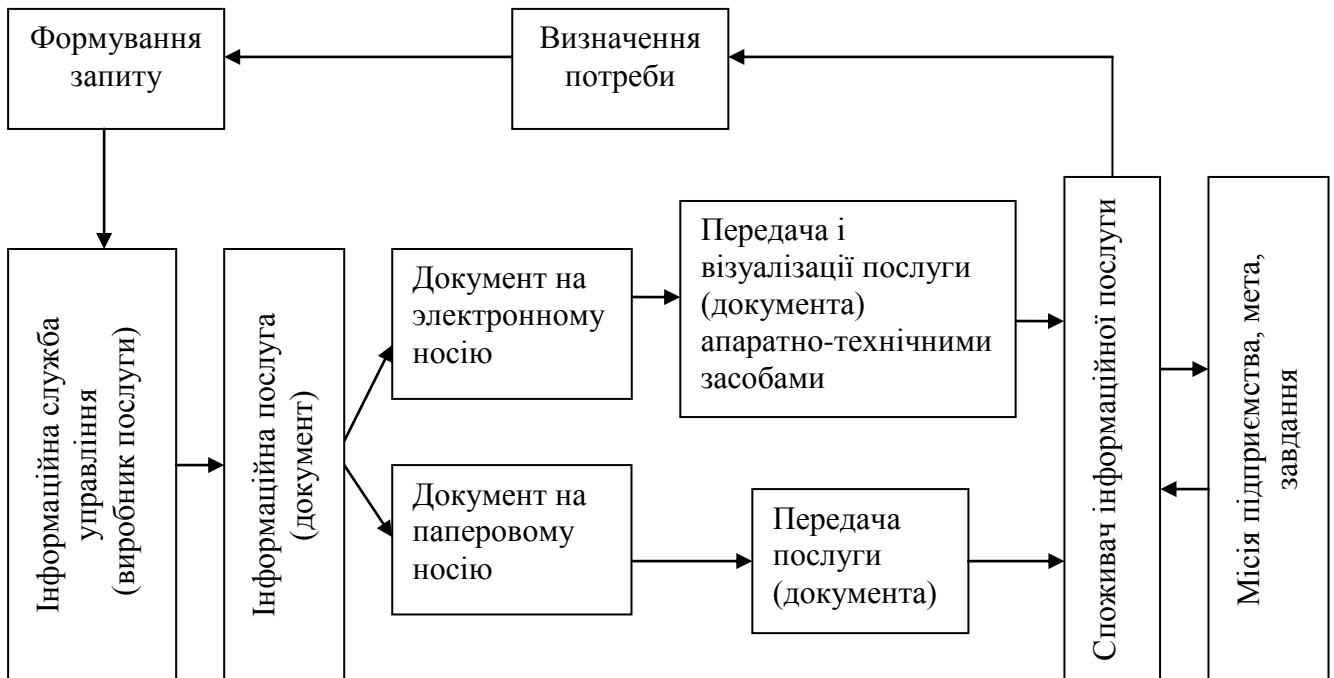 Формування
запиту
Визначення
потреби
Інформаційна служба
управління
(виробник послуги)
Інформаційна послуга
(документ)
Документ на
электронному
носію
Передача і
візуалізації послуги
(документа)
апаратно-технічними
засобами
Документ на
паперовому
носію
Передача
послуги
(документа)
Споживач інформаційної послуги
Місія підприємства, мета,
завдання